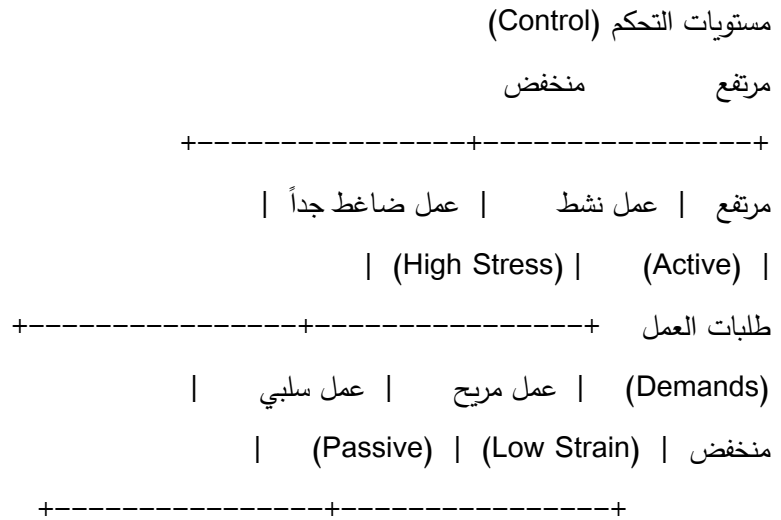 مستويات التحكم (Control)
مرتفع منخفض
+----------------+----------------+
مرتفع | عمل نشط | عمل ضاغط جداً |
| (Active) | (High Stress) |
طلبات العمل +----------------+----------------+
(Demands) | عمل مريح | عمل سلبي |
منخفض | (Low Strain) | (Passive) |
+----------------+----------------+